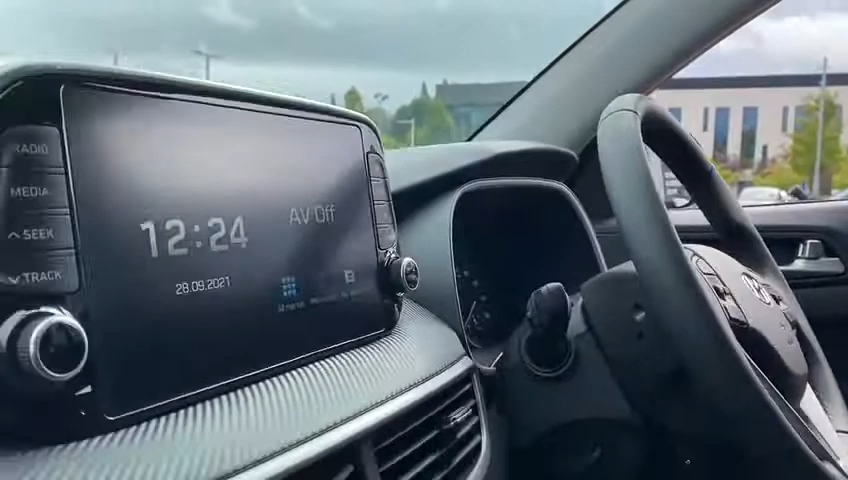 RADIO
MEDIA
SEEK
TRACK
12:24
AV Off
28.09.2021